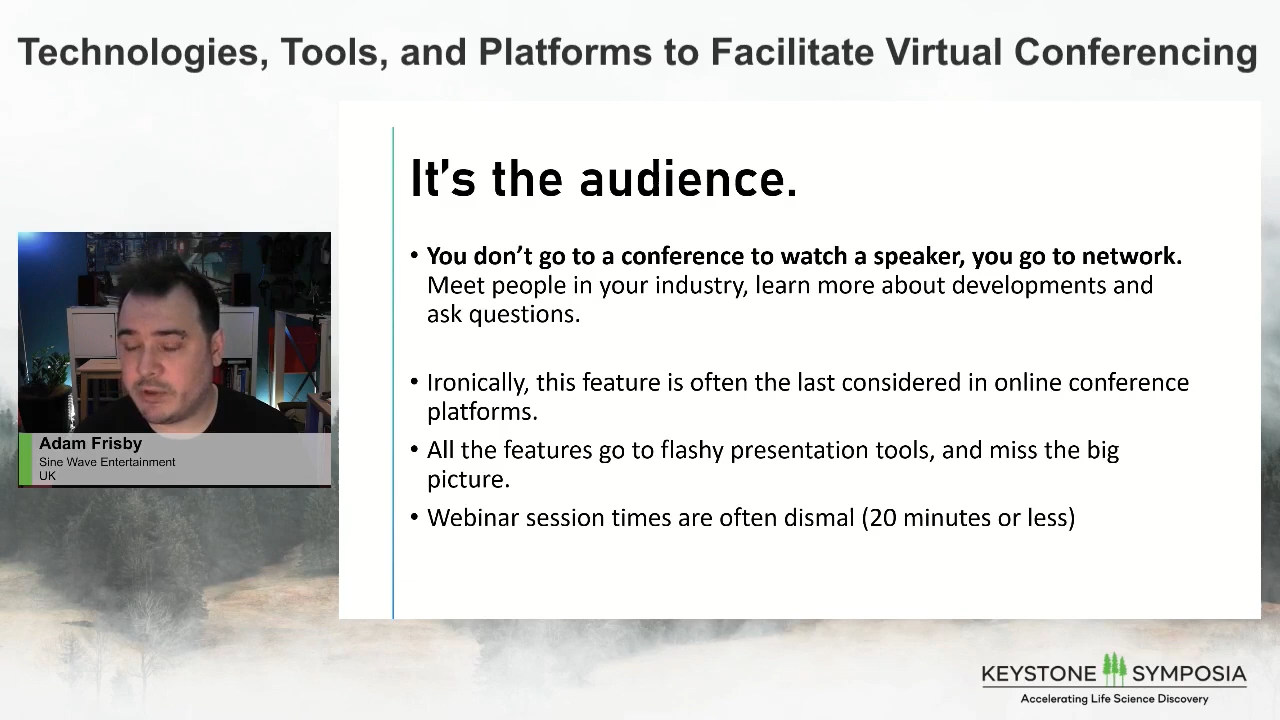 Technologies, Tools, and Platforms to Facilitate Virtual Conferencing
It's the audience.
• You don’t go to a conference to watch a speaker, you go to network.
Meet people in your industry, learn more about developments and
ask questions.
• Ironically, this feature is often the last considered in online conference
platforms.
• All the features go to flashy presentation tools, and miss the big
picture.
• Webinar session times are often dismal (20 minutes or less)
Adam Frisby
Sine Wave Entertainment
UK
KEYSTONE SYMPOSIA
Accelerating Life Science Discovery